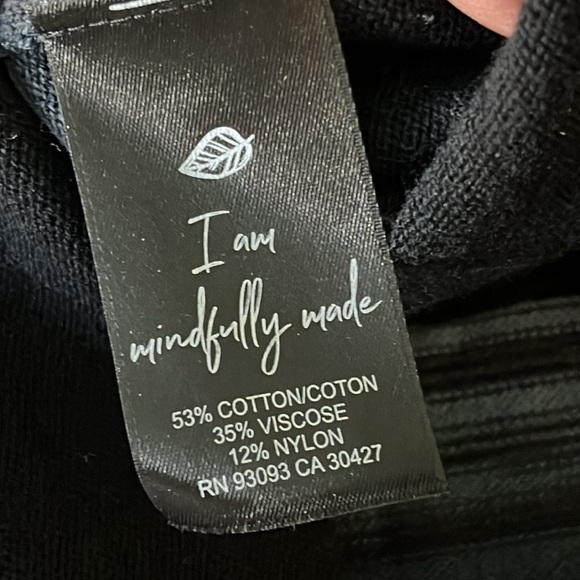 I am
mindfully made
53% COTTON/COTON
35% VISCOSE
12% NYLON
RN 93093 CA 30427